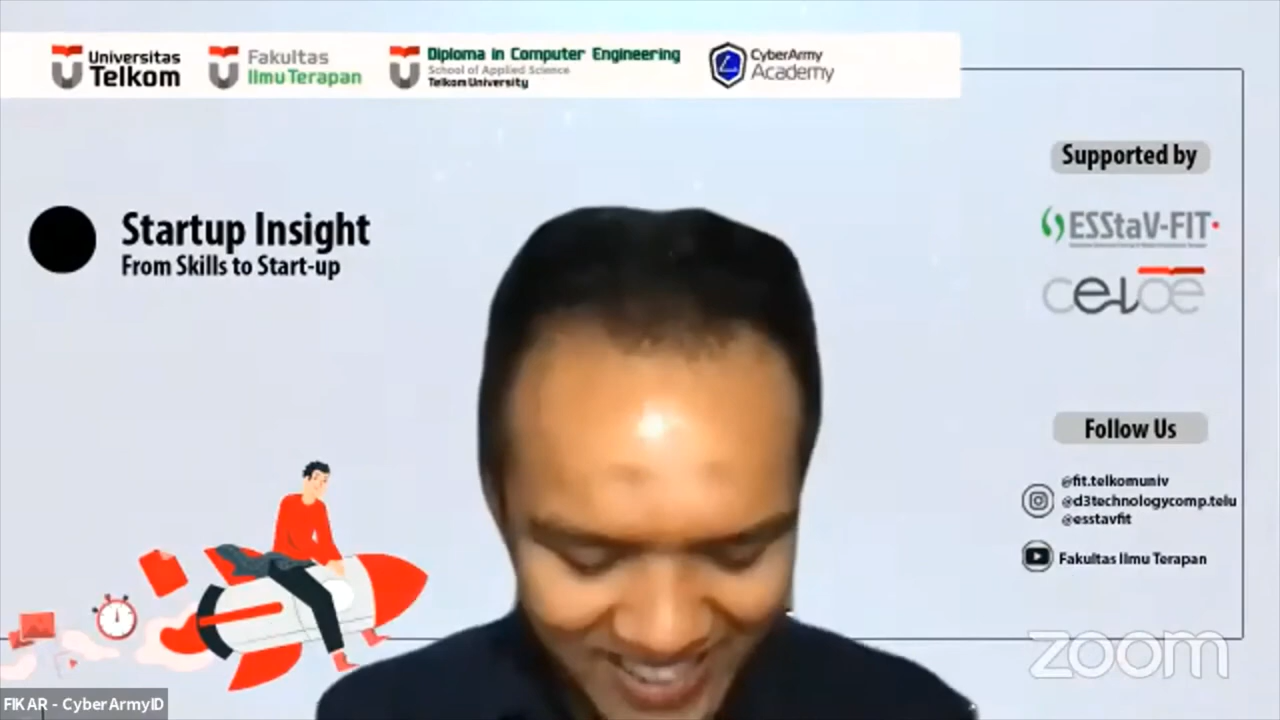 Universitas
Telkom
Fakultas
Ilmu Terapan
Diploma in Computer Engineering
School of Applied Science
Telkom University
CyberArmy
Academy
Supported by
ESStaV-FIT
celoe
Startup Insight
From Skills to Start-up
Follow Us
@fit.telkomuniv
@d3technologycomp.telu
@esstavfit
Fakultas Ilmu Terapan
zoom
FIKAR - CyberArmyID